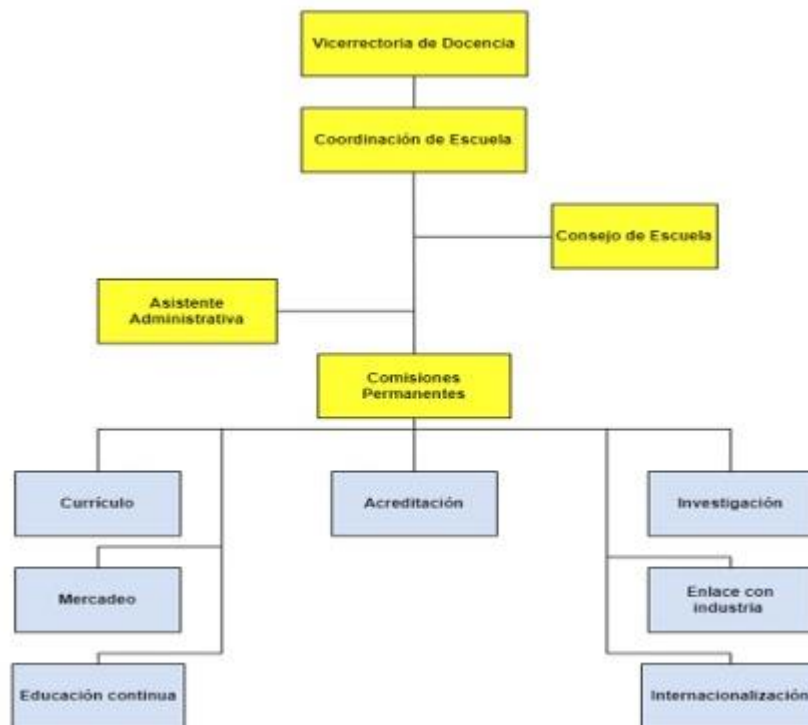 Vicerrectoria de Docencia
Coordinación de Escuela
Consejo de Escuela
Asistente
Administrativa
Comisiones
Permanentes
Currículo
Acreditación
Investigación
Mercadeo
Enlace con
industria
Educación continua
Internacionalización